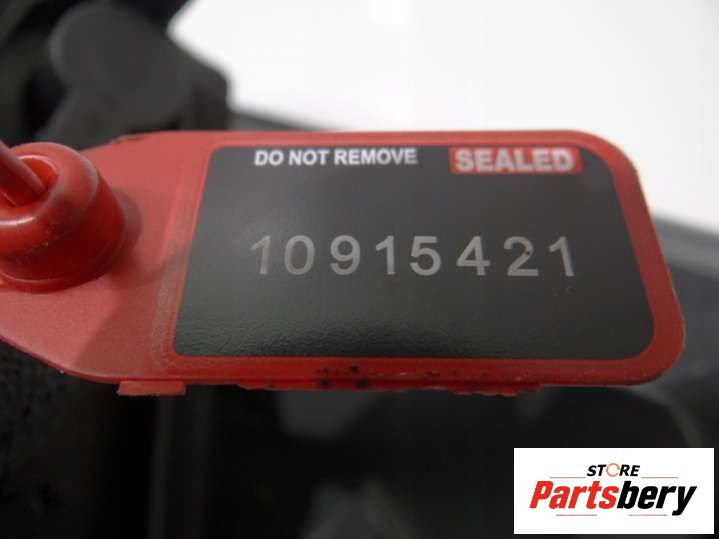 DO NOT REMOVE SEALED
10915421
STORE
Partsbery